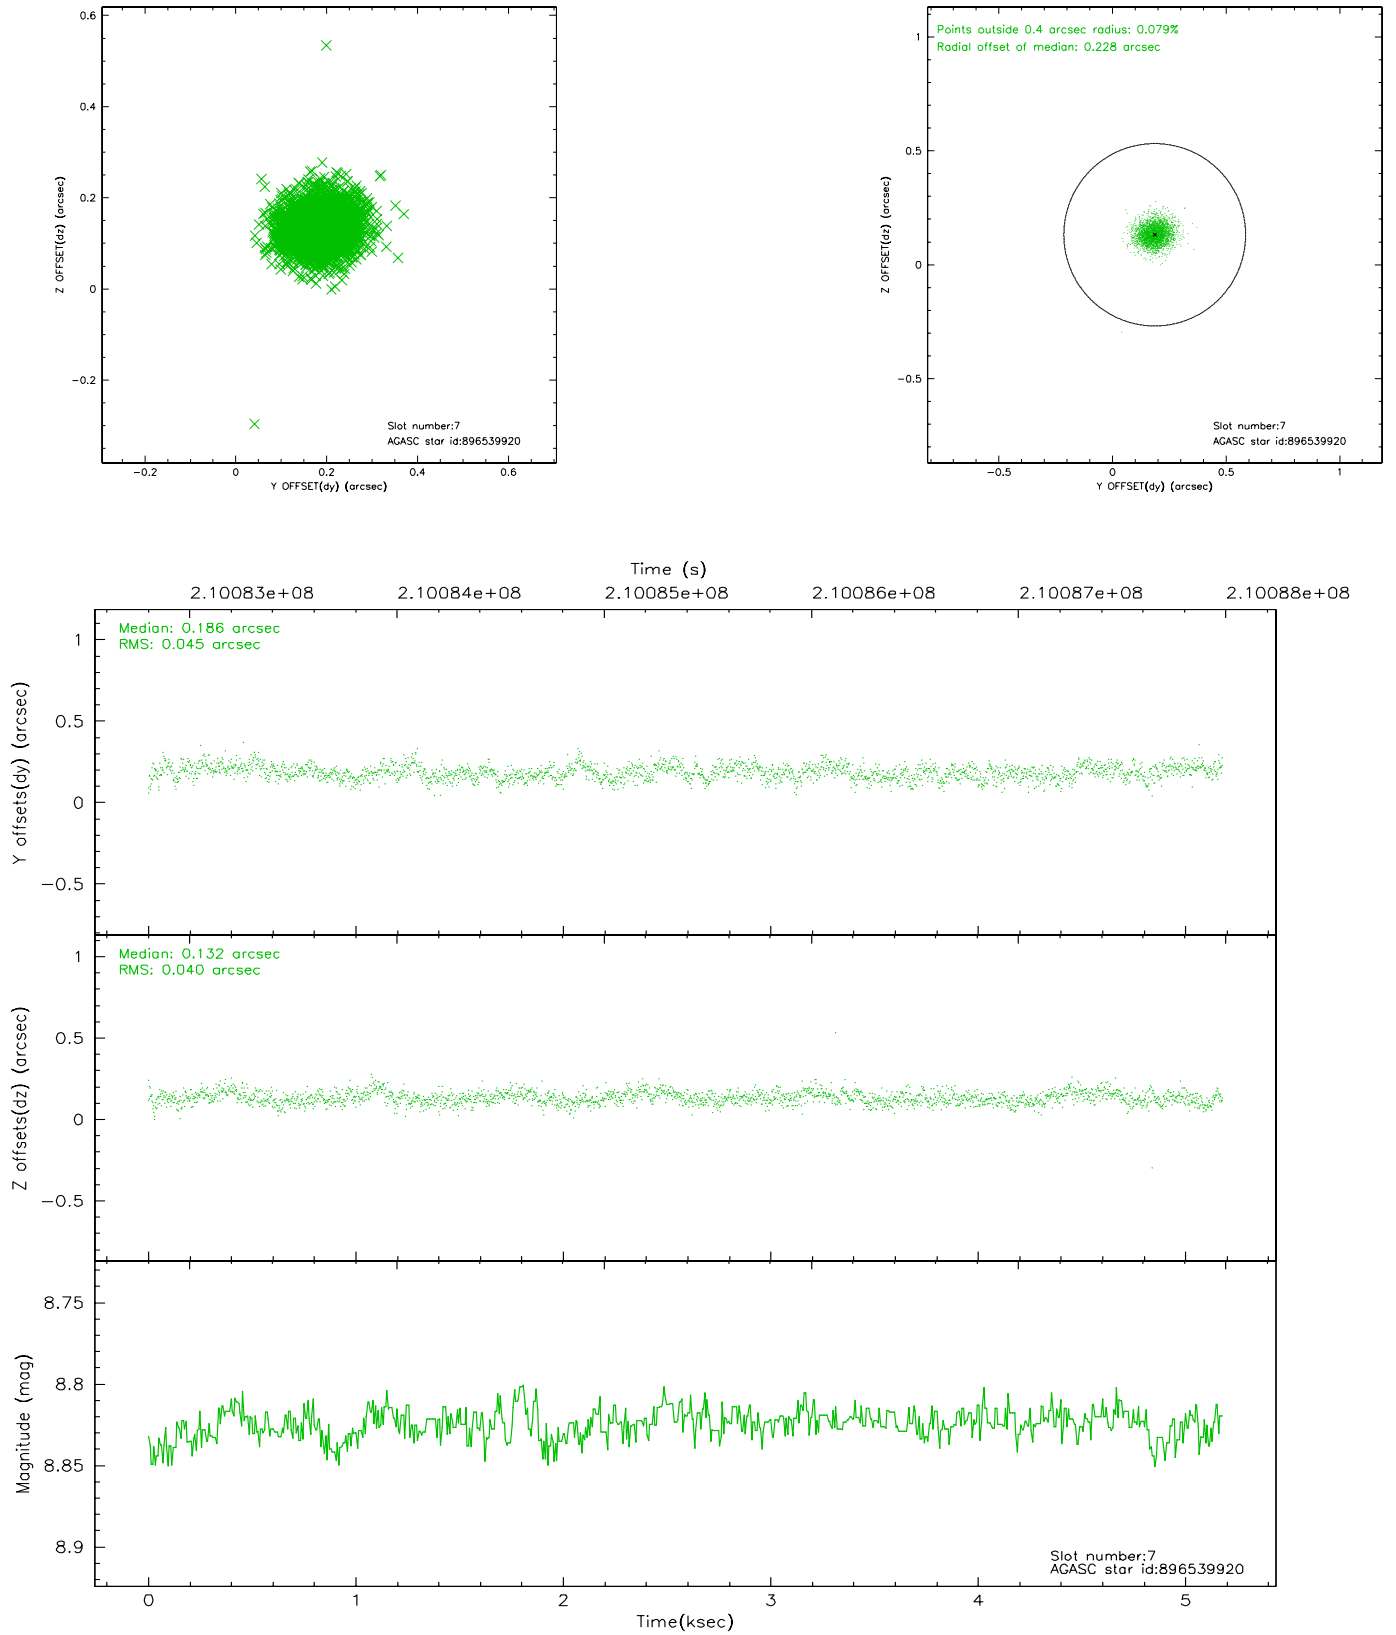 0.6
0.4
0.2
0
−0.2
Z OFFSET(dz) (arcsec)
Slot number:7
AGASC star id:896539920
−0.2 0 0.2 0.4 0.6
Y OFFSET(dy) (arcsec)
Points outside 0.4 arcsec radius: 0.079%
Radial offset of median: 0.228 arcsec
1
0.5
0
−0.5
Z OFFSET(dz) (arcsec)
Slot number:7
AGASC star id:896539920
−0.5 0 0.5 1
Y OFFSET(dy) (arcsec)
Time (s)
2.10083e+08 2.10084e+08 2.10085e+08 2.10086e+08 2.10087e+08 2.10088e+08
Median: 0.186 arcsec
RMS: 0.045 arcsec
1
0.5
0
−0.5
Y offsets(dy) (arcsec)
Median: 0.132 arcsec
RMS: 0.040 arcsec
1
0.5
0
−0.5
Z offsets(dz) (arcsec)
8.75
8.8
8.85
8.9
Magnitude (mag)
Slot number:7
AGASC star id:896539920
0 1 2 3 4 5
Time(ksec)